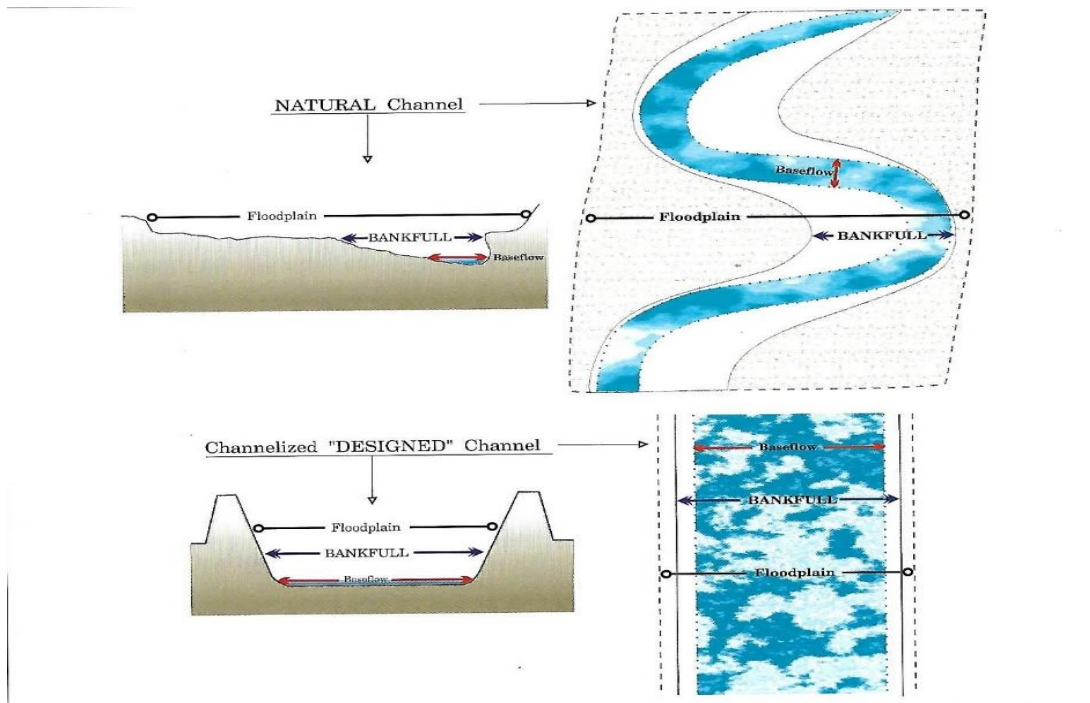 NATURAL Channel
Baseflow
Floodplain
Floodplain
BANKFULL
BANKFULL
Baseflow
Channelized "DESIGNED" Channel
Baseflow
BANKFULL
Floodplain
BANKFULL
Baseflow
Floodplain